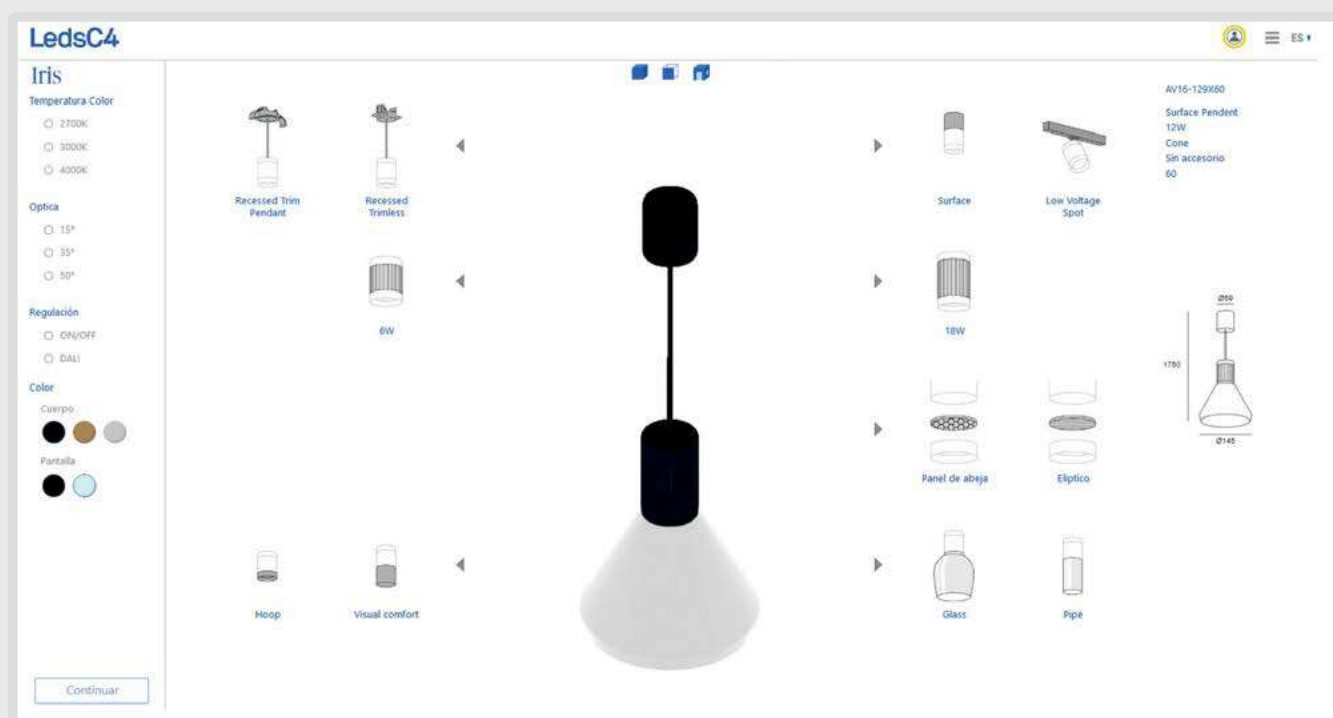 LedsC4
ES
Iris
Temperatura Color
2700K
3000K
4000K
Optica
15°
35°
50°
Regulación
ON/OFF
DALI
Color
Cuerpo
Pantalla
Continuar
Recessed Trim
Pendant
Recessed
Trimless
6W
Hoop
Visual comfort
Surface
Low Voltage
Spot
18W
Panel de abeja
Eliptico
Glass
Pipe
AV16-129X60
Surface Pendent
12W
Cone
Sin accesorio
60
Ø59
1750
Ø145